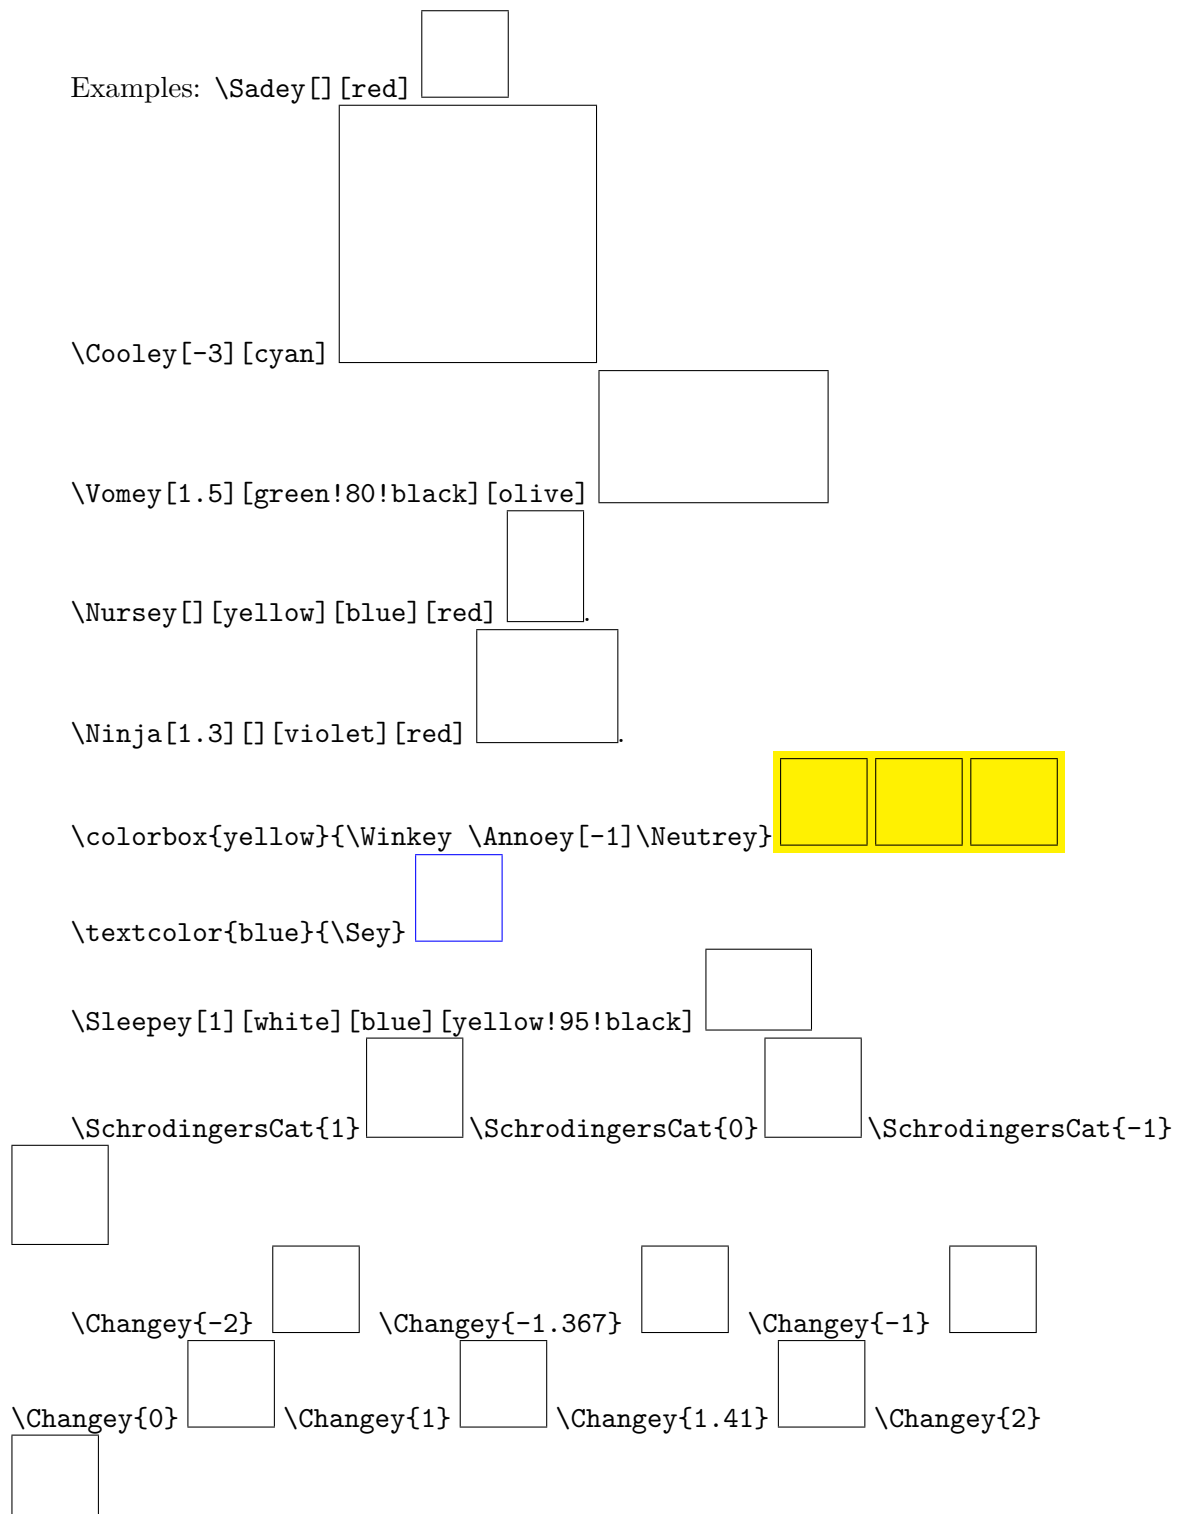 Examples: \Sadey[][red]
\Cooley[-3][cyan]
\Vomey[1.5][green!80!black][olive]
\Nursey[][yellow][blue][red] .
\Ninja[1.3][][violet][red] .
\colorbox{yellow}{\Winkey \Annoey[-1]\Neutrey}
\textcolor{blue}{\Sey}
\Sleepey[1][white][blue][yellow!95!black]
\SchrodingersCat{1} \SchrodingersCat{0} \SchrodingersCat{-1}
\Changey{-2} \Changey{-1.367} \Changey{-1}
\Changey{0} \Changey{1} \Changey{1.41} \Changey{2}